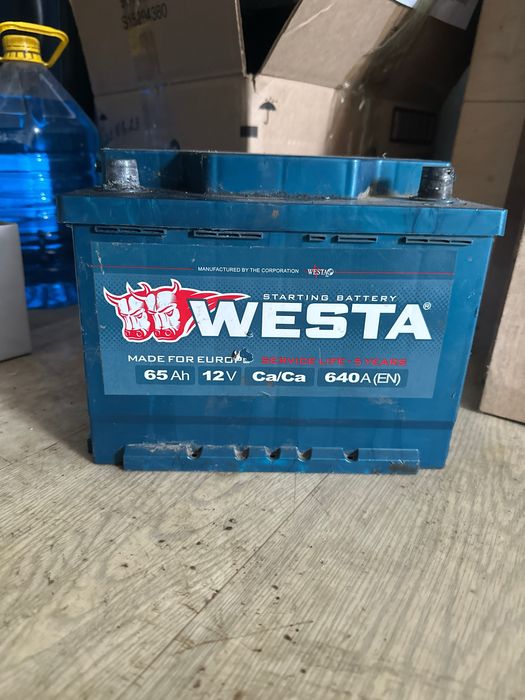 MANUFACTURED BY THE CORPORATION WESTA
STARTING BATTERY
WESTA®
MADE FOR EUROPE SERVICE LIFE - 5 YEARS
65 Ah 12 V Ca/Ca 640 A (EN)